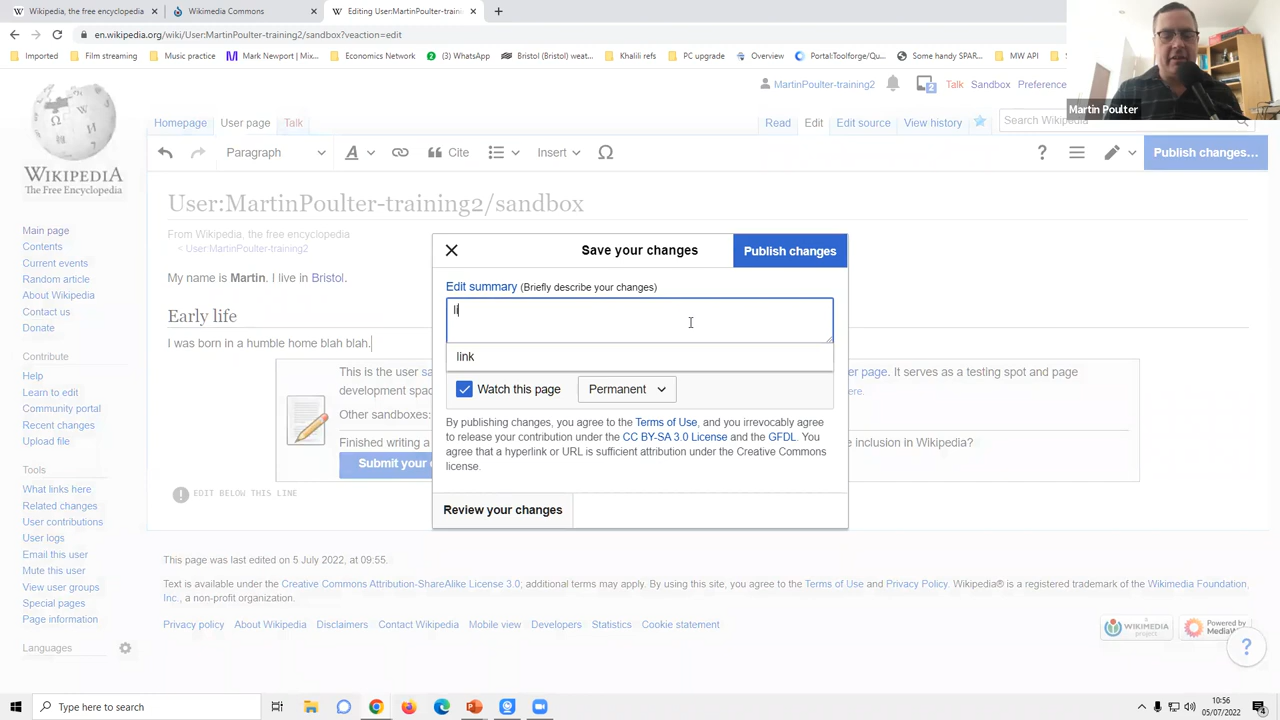 Wikipedia, the free encyclopedia
Wikimedia Commons
Editing User:MartinPoulter-train
en.wikipedia.org/wiki/User:MartinPoulter-training2/sandbox?veaction=edit
Imported
Film streaming
Music practice
Mark Newport | Mix...
Economics Network
(3) WhatsApp
Bristol (Bristol) weat...
Khalili refs
PC upgrade
Overview
Portal:Toolforge/Qu...
Some handy SPAR...
MW API
Martin Poulter
MartinPoulter-training2
2
Talk
Sandbox
Preference
Homepage
User page
Talk
Read
Edit
Edit source
View history
Search Wikipedia
Paragraph
A
Cite
Insert
Ω
?
Publish changes...
WIKIPEDIA
The Free Encyclopedia
Main page
Contents
Current events
Random article
About Wikipedia
Contact us
Donate
Contribute
Help
Learn to edit
Community portal
Recent changes
Upload file
Tools
What links here
Related changes
User contributions
User logs
Email this user
Mute this user
View user groups
Special pages
Page information
Languages
User:MartinPoulter-training2/sandbox
From Wikipedia, the free encyclopedia
< User:MartinPoulter-training2
My name is Martin. I live in Bristol.
Early life
I was born in a humble home blah blah.
This is the user sa
er page. It serves as a testing spot and page
development spac
ere.
Other sandboxes:
Finished writing a
e inclusion in Wikipedia?
Submit your
EDIT BELOW THIS LINE
Save your changes
Publish changes
Edit summary (Briefly describe your changes)
li
link
Watch this page
Permanent
By publishing changes, you agree to the Terms of Use, and you irrevocably agree
to release your contribution under the CC BY-SA 3.0 License and the GFDL. You
agree that a hyperlink or URL is sufficient attribution under the Creative Commons
license.
Review your changes
This page was last edited on 5 July 2022, at 09:55.
Text is available under the Creative Commons Attribution-ShareAlike License 3.0; additional terms may apply. By using this site, you agree to the Terms of Use and Privacy Policy. Wikipedia® is a registered trademark of the Wikimedia Foundation,
Inc., a non-profit organization.
Privacy policy
About Wikipedia
Disclaimers
Contact Wikipedia
Mobile view
Developers
Statistics
Cookie statement
WIKIMEDIA
project
Powered by
MediaW
?
Type here to search
10:56
05/07/2022
4